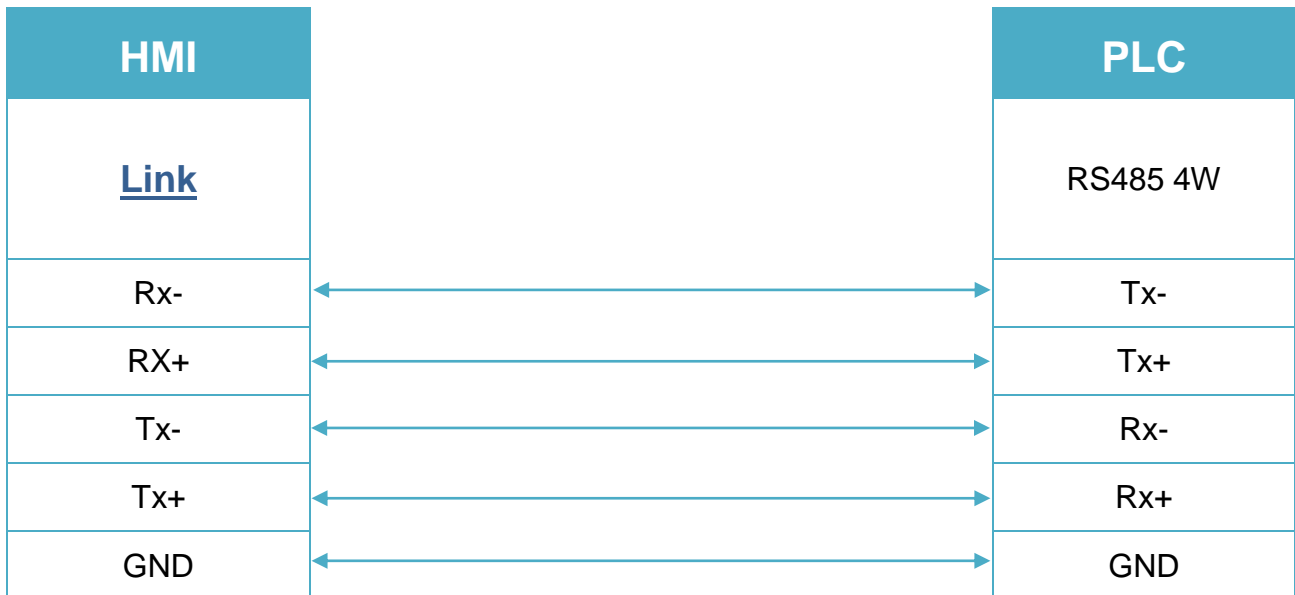 HMI PLC
Link RS485 4W
Rx- Tx-
RX+ Tx+
Tx- Rx-
Tx+ Rx+
GND GND